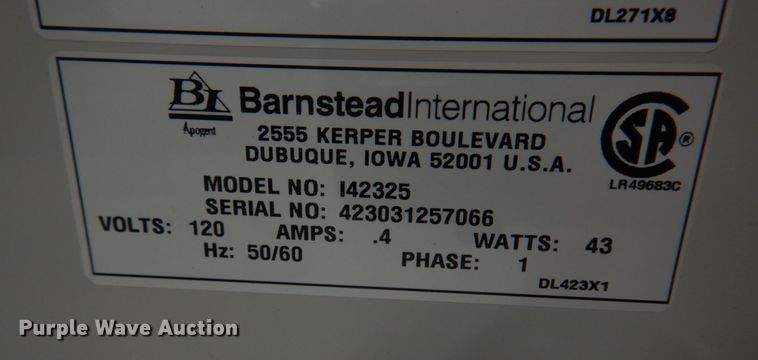 DL271X8
BI BarnsteadInternational
Apogent
2555 KERPER BOULEVARD
DUBUQUE, IOWA 52001 U.S.A.
SA ®
LR49683C
MODEL NO: I42325
SERIAL NO: 423031257066
VOLTS: 120 AMPS: .4 WATTS: 43
Hz: 50/60 PHASE: 1
DL423X1
Purple Wave Auction